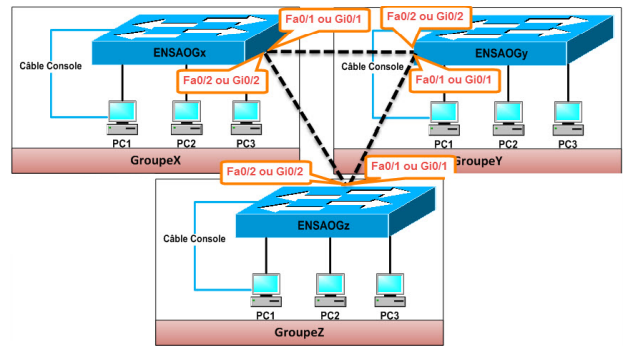 Fa0/1 ou Gi0/1
Fa0/2 ou Gi0/2
ENSAOGx
ENSAOGy
Câble Console
Câble Console
Fa0/2 ou Gi0/2
Fa0/1 ou Gi0/1
PC1
PC2
PC3
PC1
PC2
PC3
GroupeX
GroupeY
Fa0/2 ou Gi0/2
Fa0/1 ou Gi0/1
ENSAOGz
Câble Console
PC1
PC2
PC3
GroupeZ